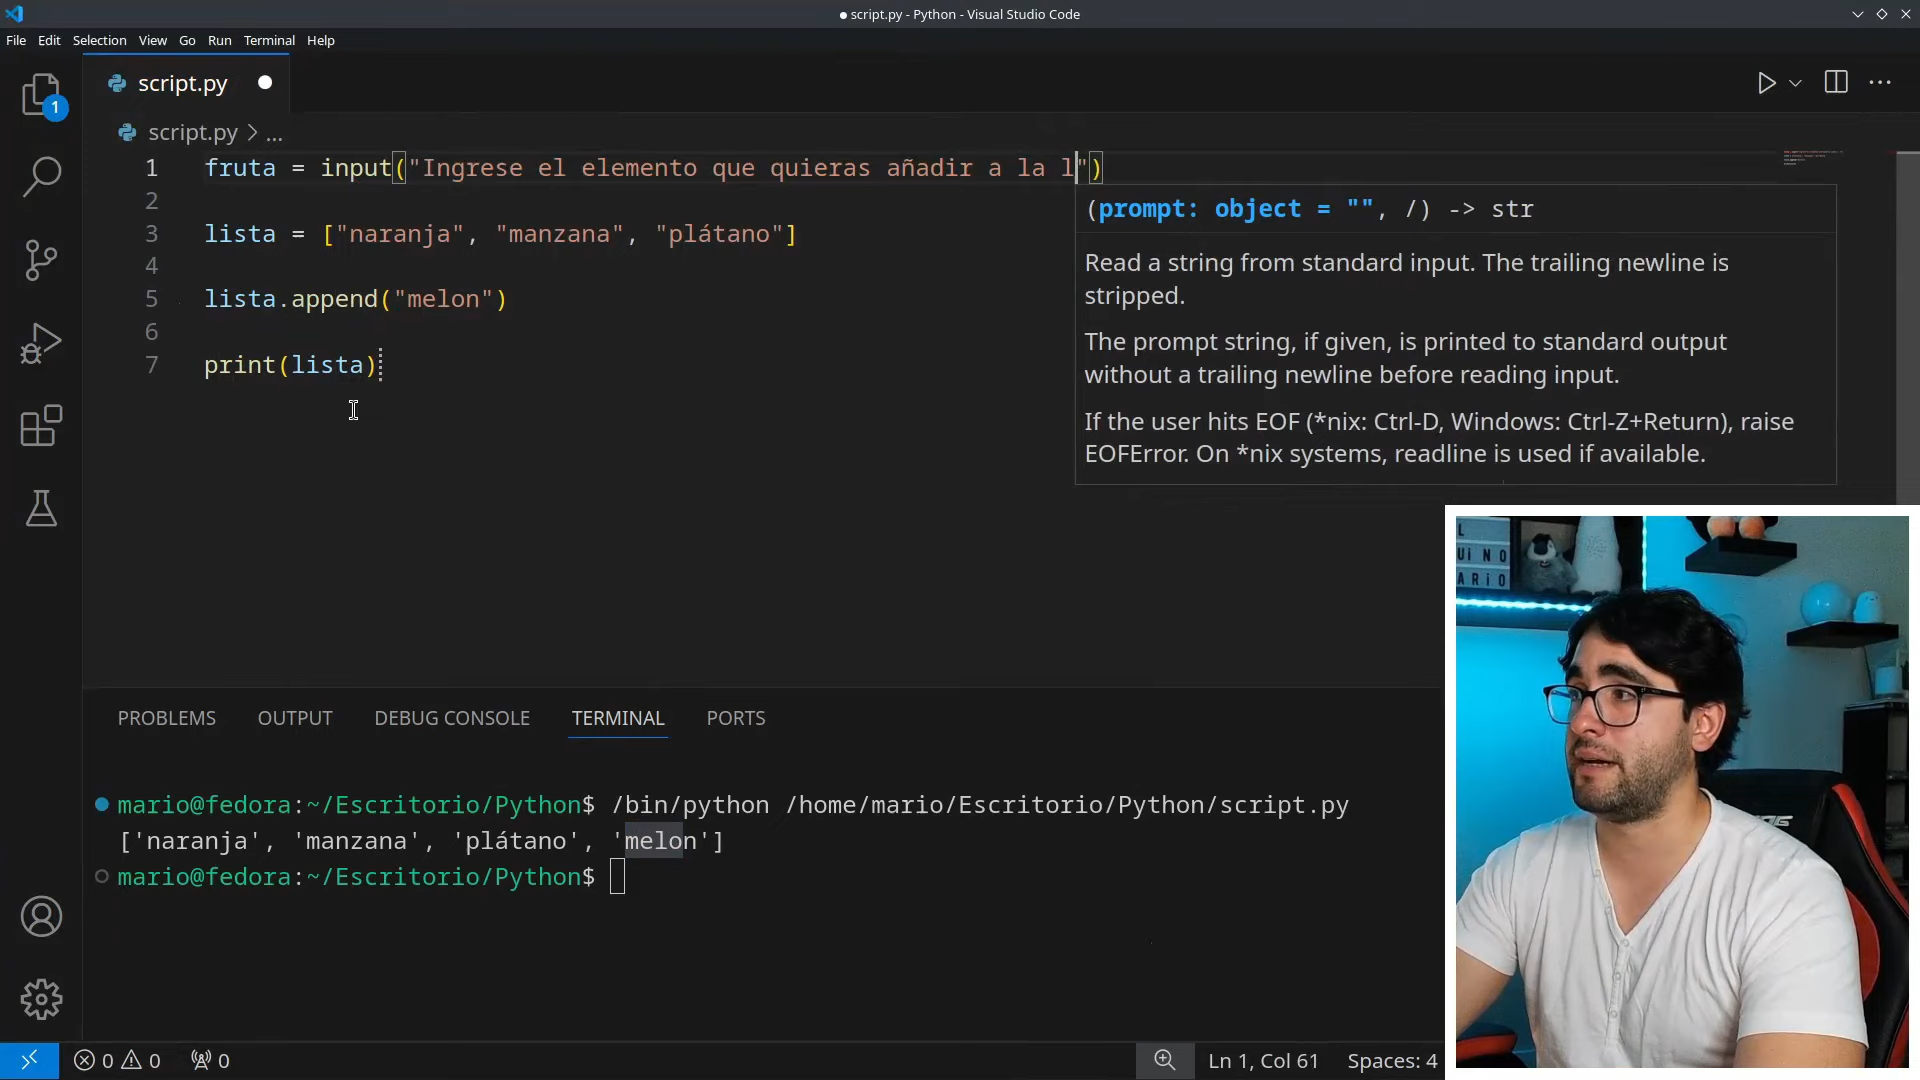 script.py - Python - Visual Studio Code
File Edit Selection View Go Run Terminal Help
1
script.py
script.py > ...
1 fruta = input("Ingrese el elemento que quieras añadir a la l")
2
3 lista = ["naranja", "manzana", "plátano"]
4
5 lista.append("melon")
6
7 print(lista)
(prompt: object = "", /) -> str
Read a string from standard input. The trailing newline is
stripped.
The prompt string, if given, is printed to standard output
without a trailing newline before reading input.
If the user hits EOF (*nix: Ctrl-D, Windows: Ctrl-Z+Return), raise
EOFError. On *nix systems, readline is used if available.
PROBLEMS OUTPUT DEBUG CONSOLE TERMINAL PORTS
mario@fedora:~/Escritorio/Python$ /bin/python /home/mario/Escritorio/Python/script.py
['naranja', 'manzana', 'plátano', 'melon']
mario@fedora:~/Escritorio/Python$
0 0 0
Ln 1, Col 61 Spaces: 4